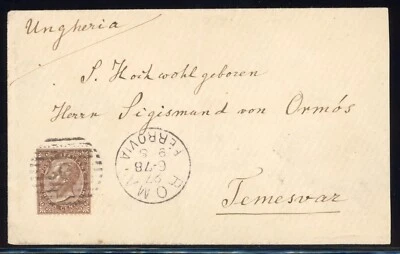 Ungheria
S. Hochwohlgeboren
Herrn Sigismund von Ormós
ROMA
FERROVIA
Temesvar